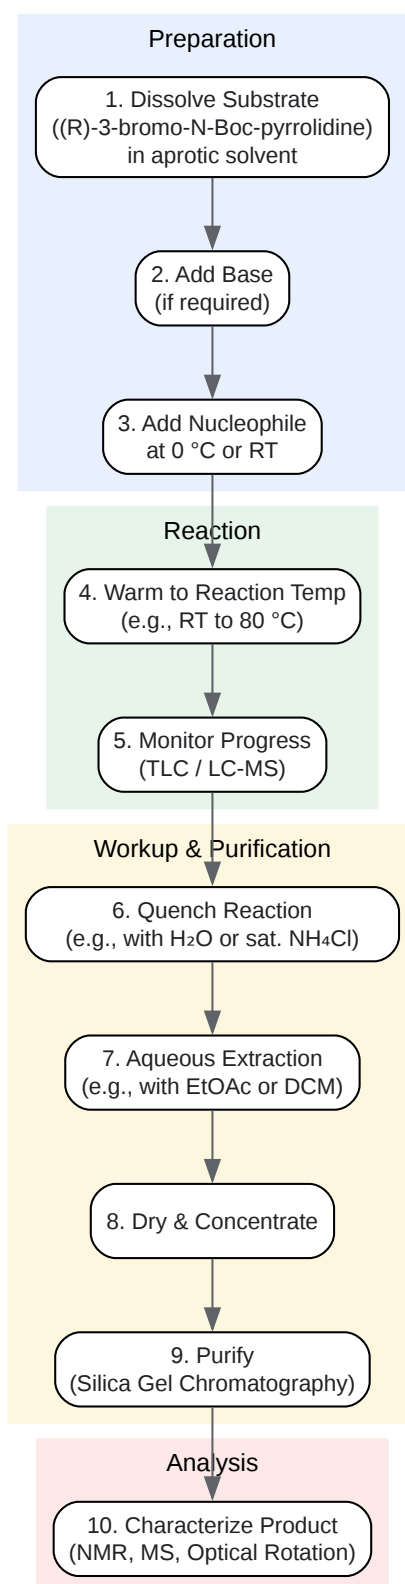 Preparation
1. Dissolve Substrate
((R)-3-bromo-N-Boc-pyrrolidine)
in aprotic solvent
2. Add Base
(if required)
3. Add Nucleophile
at 0 °C or RT
Reaction
4. Warm to Reaction Temp
(e.g., RT to 80 °C)
5. Monitor Progress
(TLC / LC-MS)
Workup & Purification
6. Quench Reaction
(e.g., with H₂O or sat. NH₄Cl)
7. Aqueous Extraction
(e.g., with EtOAc or DCM)
8. Dry & Concentrate
9. Purify
(Silica Gel Chromatography)
Analysis
10. Characterize Product
(NMR, MS, Optical Rotation)